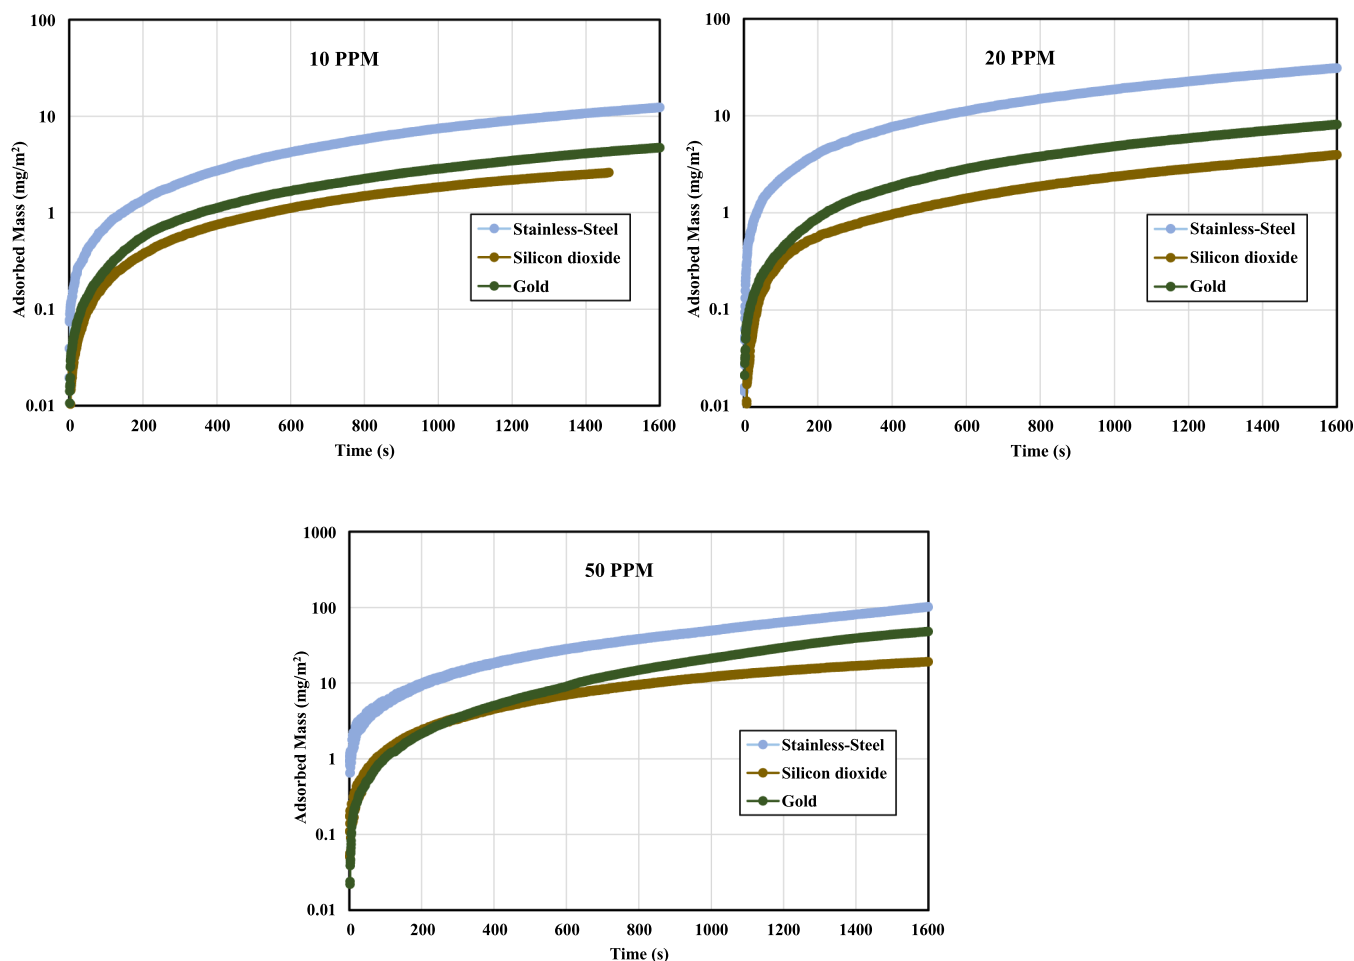 10 PPM
Adsorbed Mass (mg/m²)
100
10
1
0.1
0.01
0 200 400 600 800 1000 1200 1400 1600
Time (s)
Stainless-Steel
Silicon dioxide
Gold
20 PPM
Adsorbed Mass (mg/m²)
100
10
1
0.1
0.01
0 200 400 600 800 1000 1200 1400 1600
Time (s)
Stainless-Steel
Silicon dioxide
Gold
50 PPM
Adsorbed Mass (mg/m²)
1000
100
10
1
0.1
0.01
0 200 400 600 800 1000 1200 1400 1600
Time (s)
Stainless-Steel
Silicon dioxide
Gold